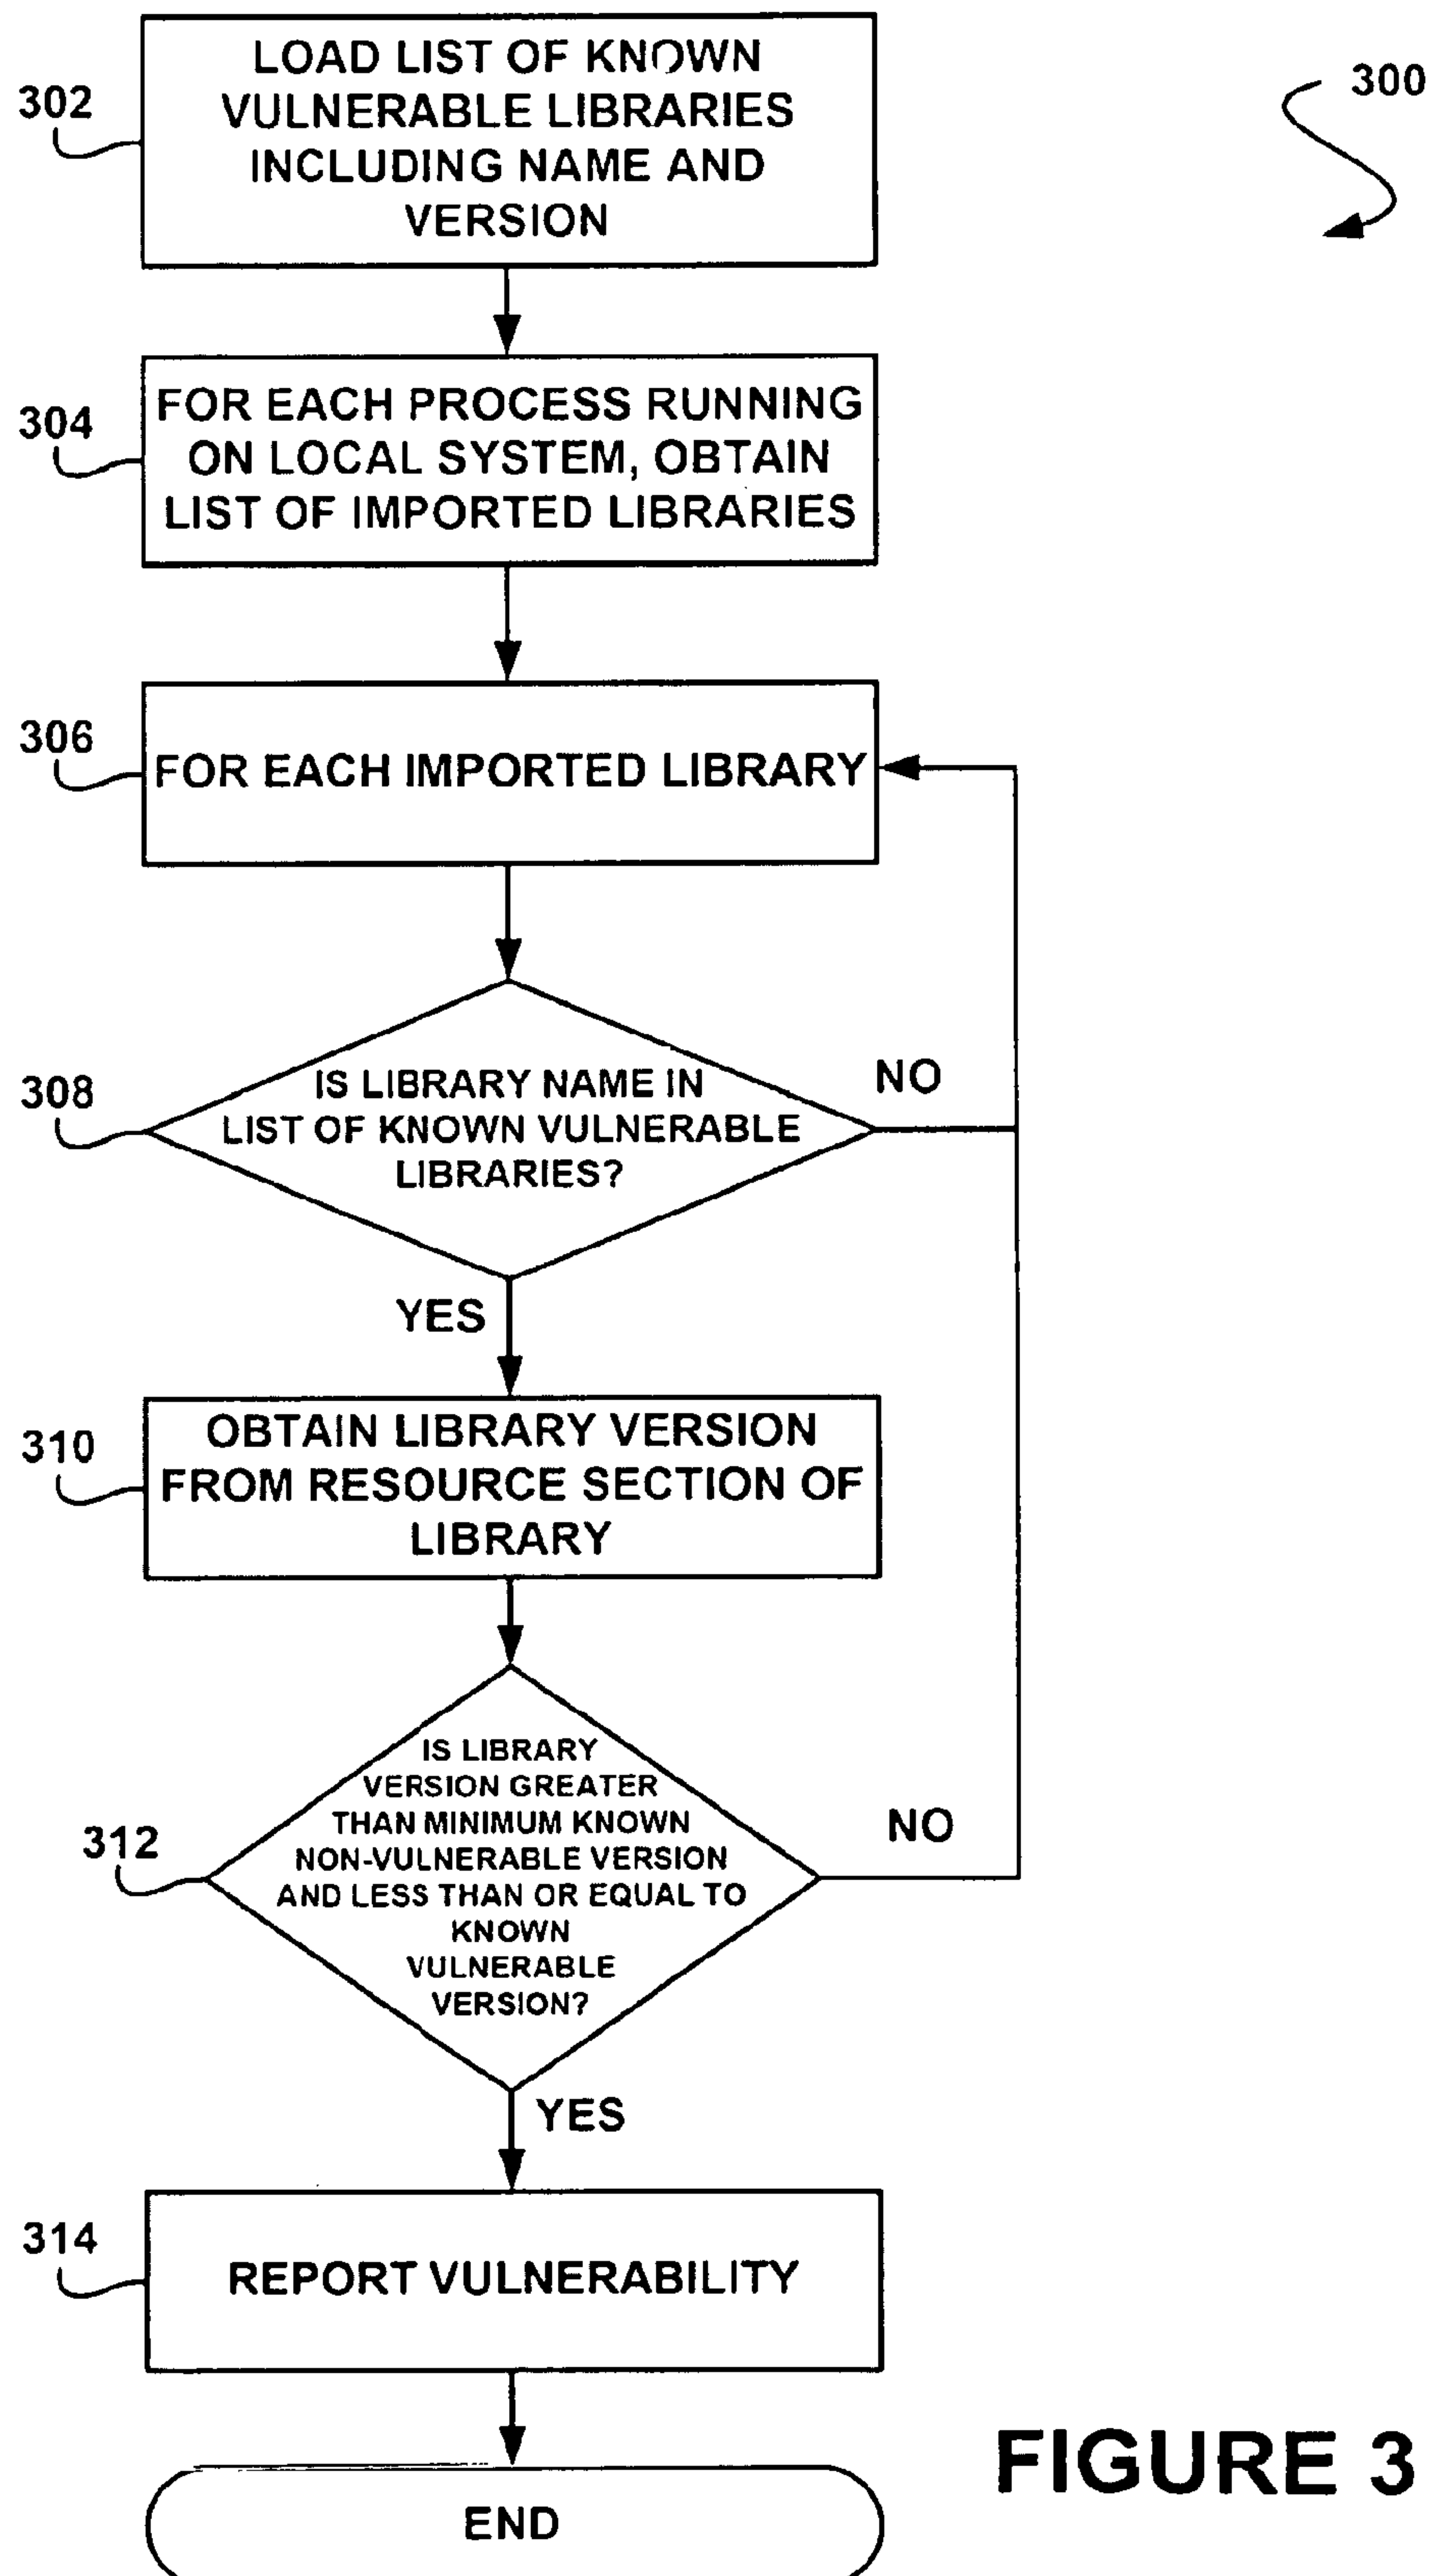 LOAD LIST OF KNOWN
VULNERABLE LIBRARIES
INCLUDING NAME AND
VERSION
302
300
FOR EACH PROCESS RUNNING
ON LOCAL SYSTEM, OBTAIN
LIST OF IMPORTED LIBRARIES
304
306
FOR EACH IMPORTED LIBRARY
308
IS LIBRARY NAME IN
LIST OF KNOWN VULNERABLE
LIBRARIES?
NO
YES
310
OBTAIN LIBRARY VERSION
FROM RESOURCE SECTION OF
LIBRARY
312
IS LIBRARY
VERSION GREATER
THAN MINIMUM KNOWN
NON-VULNERABLE VERSION
AND LESS THAN OR EQUAL TO
KNOWN
VULNERABLE
VERSION?
NO
YES
314
REPORT VULNERABILITY
END
FIGURE 3